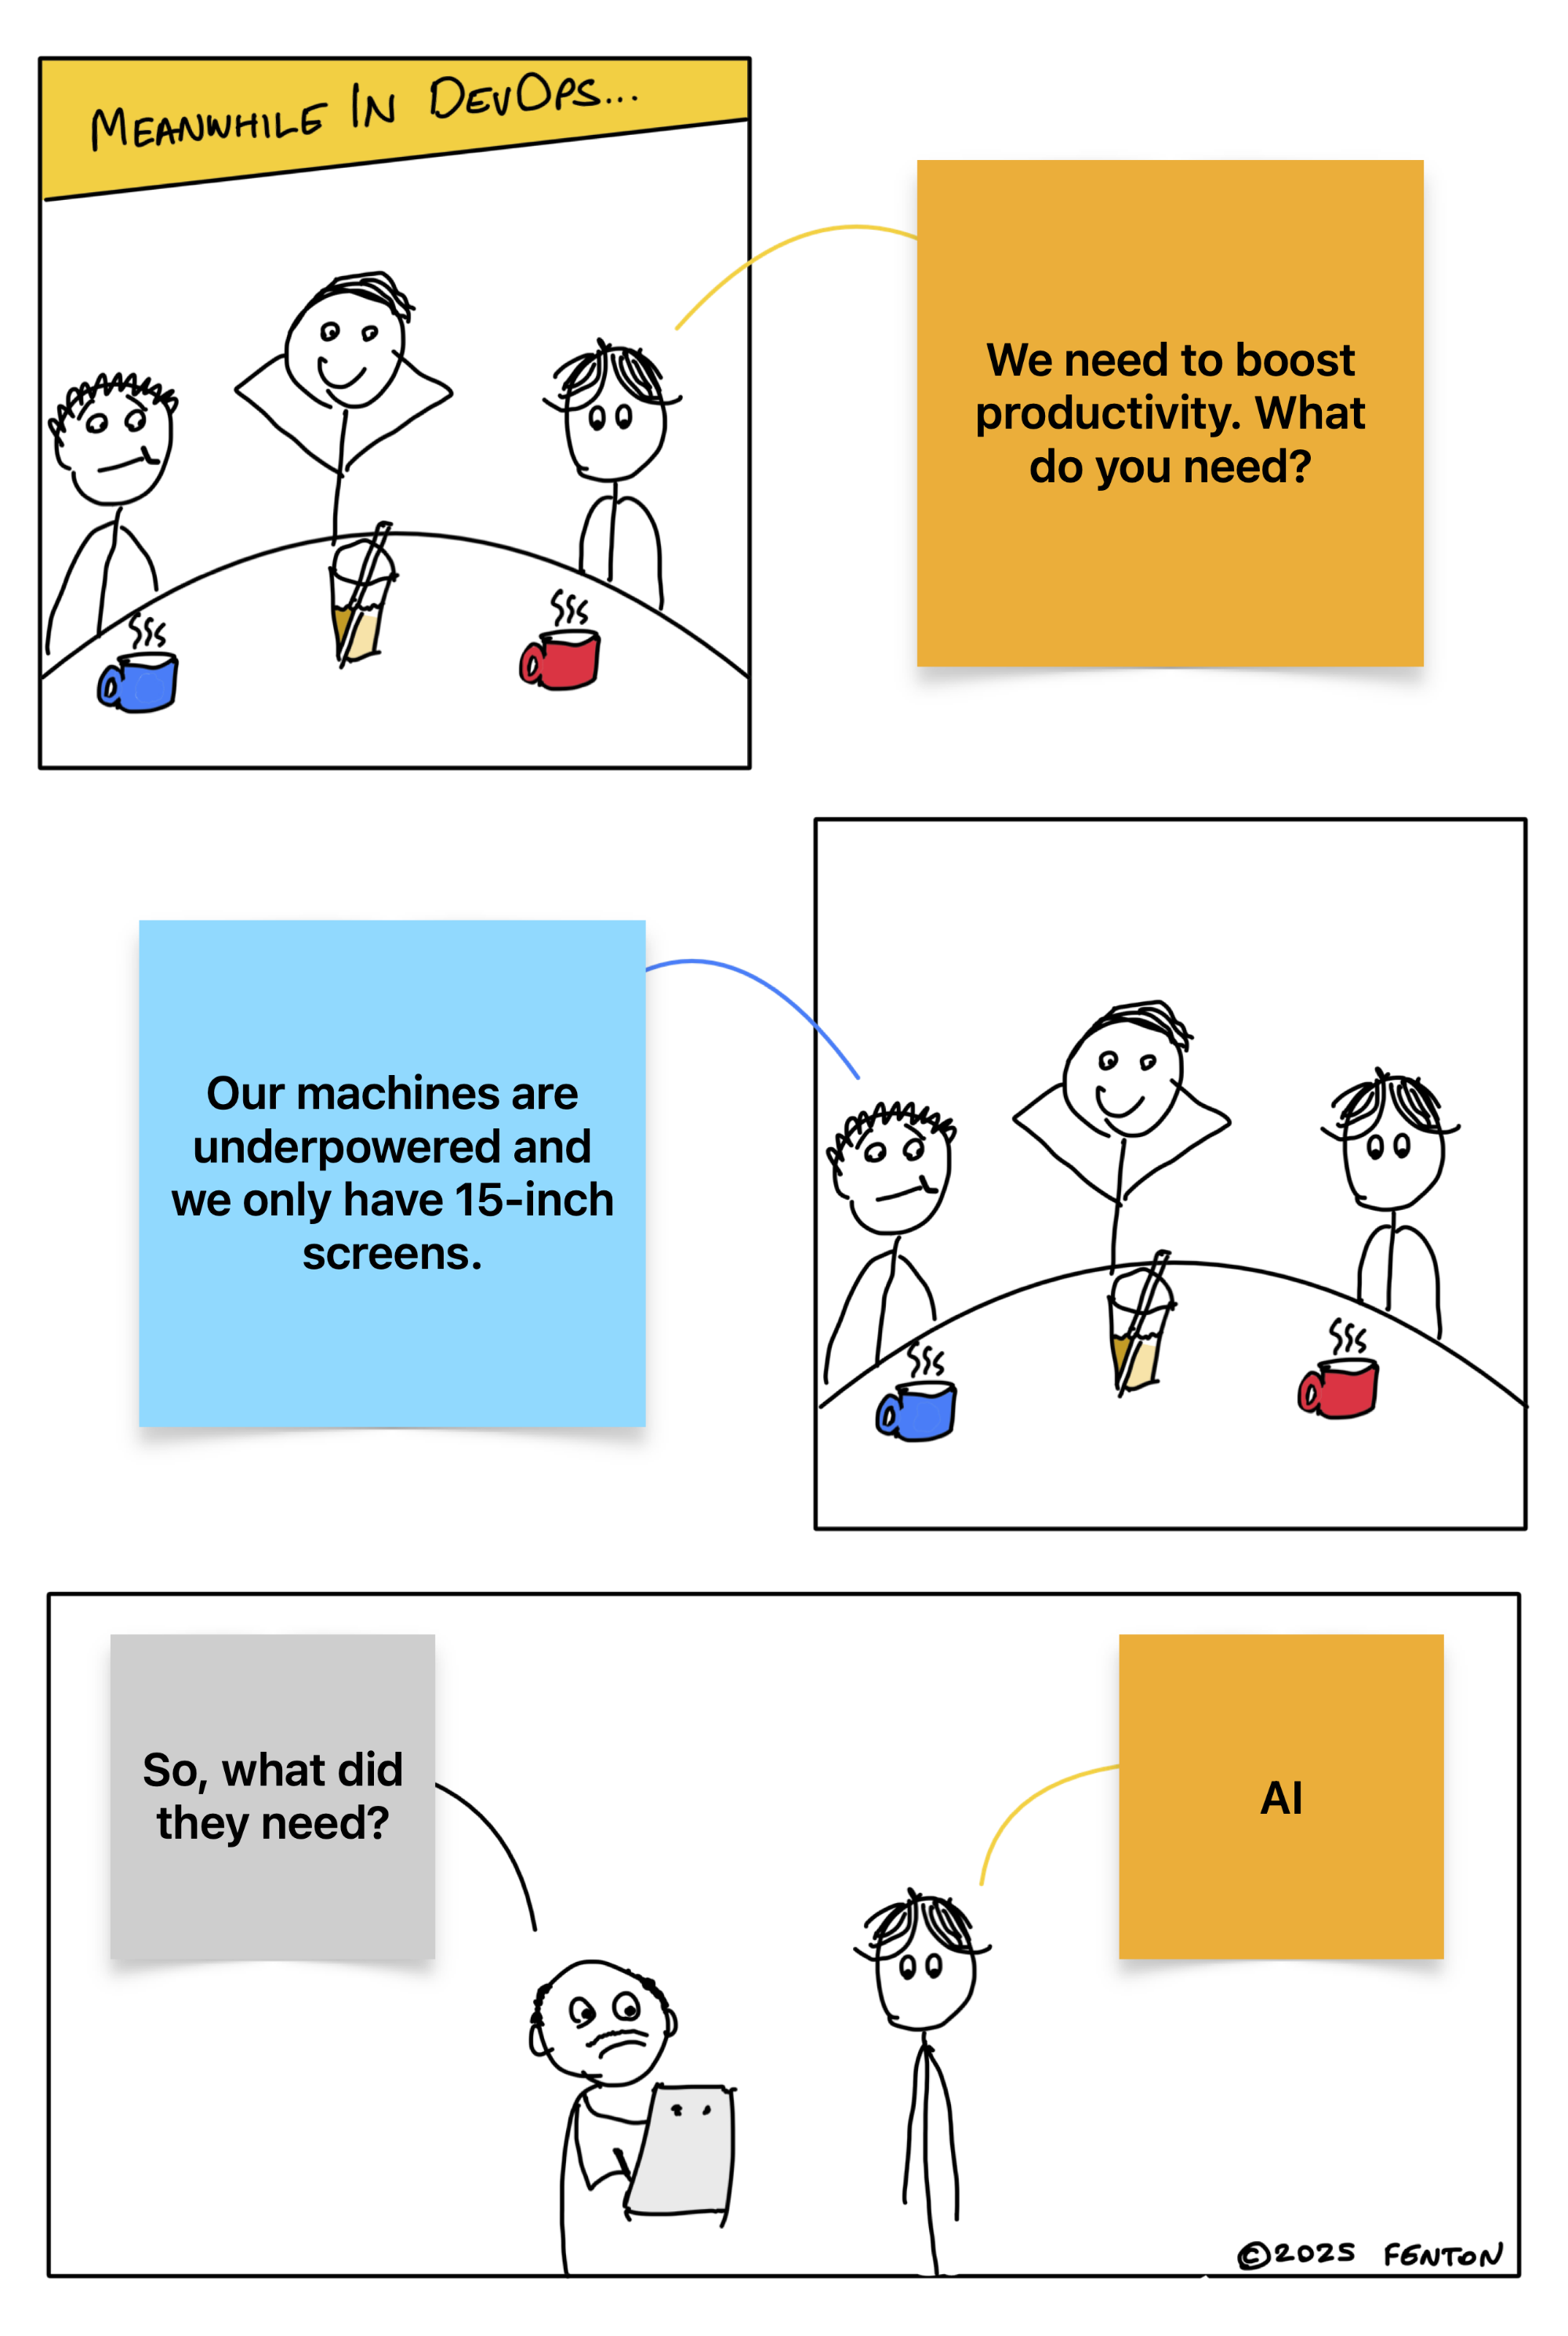 MEANWHILE IN DEVOPS...
We need to boost
productivity. What
do you need?
Our machines are
underpowered and
we only have 15-inch
screens.
So, what did
they need?
AI
©2025 FENTON